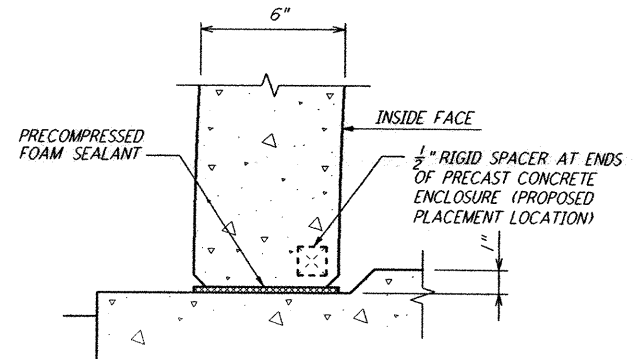 6"
INSIDE FACE
PRECOMPRESSED
FOAM SEALANT
1/2" RIGID SPACER AT ENDS
OF PRECAST CONCRETE
ENCLOSURE (PROPOSED
PLACEMENT LOCATION)
1"